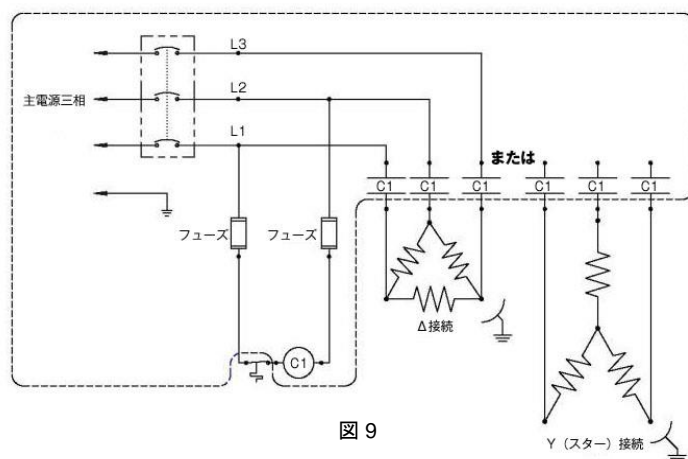 L3
主電源三相
L2
L1
または
C1 C1 C1 C1 C1 C1
フューズ フューズ
Δ接続
C1
図 9
Y（スター）接続